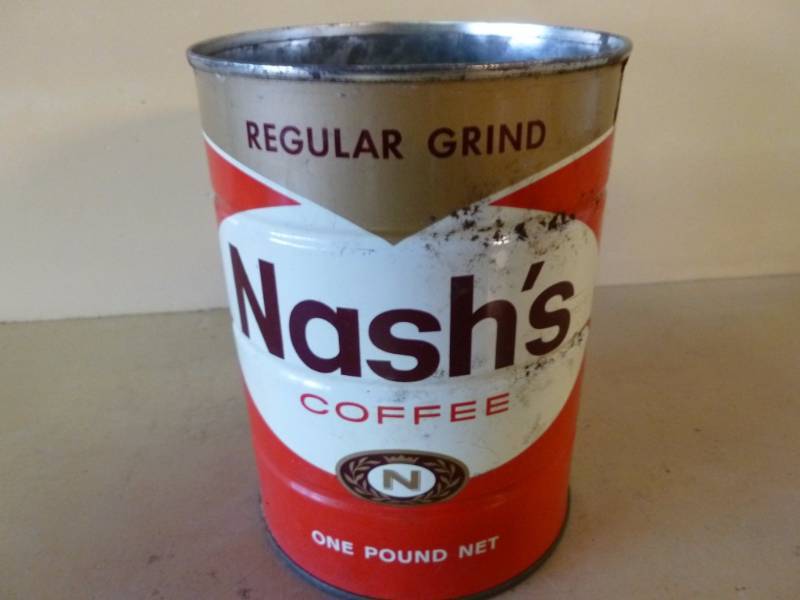 REGULAR GRIND
Nash's
COFFEE
N
ONE POUND NET